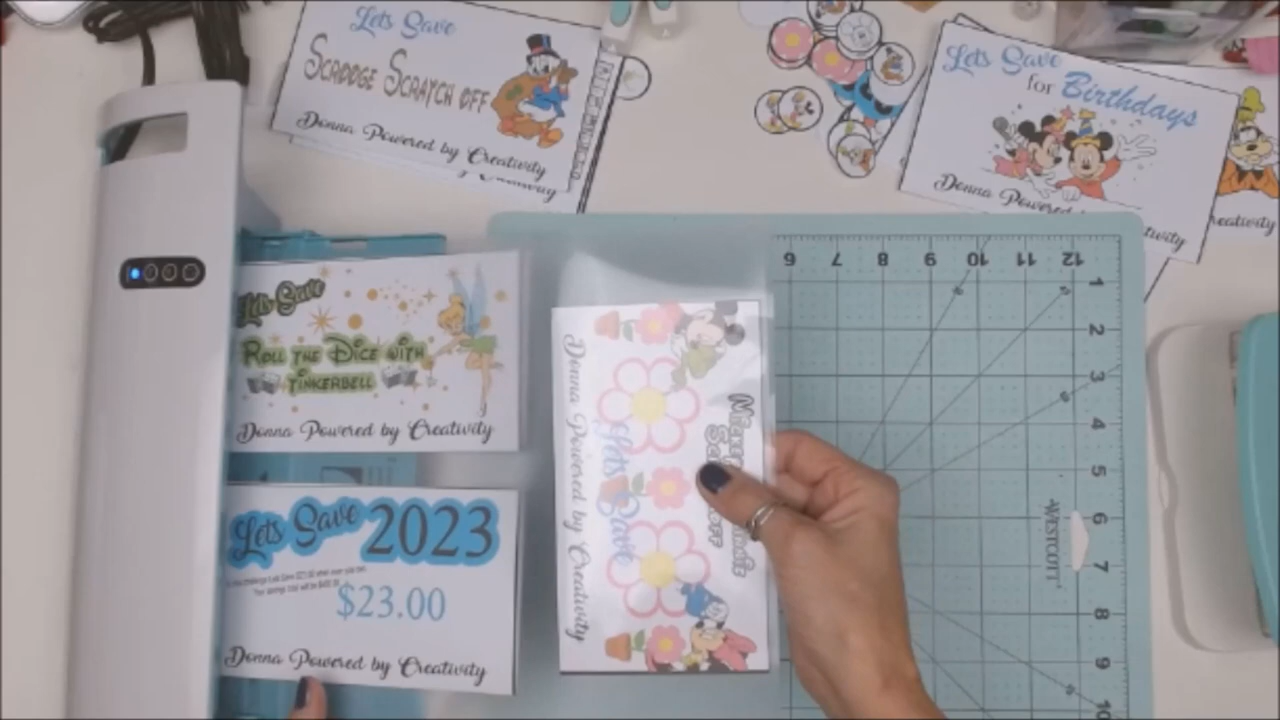 Lets Save
SCROOGE SCRATCH OFF
Donna Powered by Creativity
Lets Save
for Birthdays
Donna Powered
Creativity
Lets Save
ROLL THE DICE WITH
TINKERBELL
Donna Powered by Creativity
Lets Save 2023
$23.00
Donna Powered by Creativity
Lets Save
OFF
Donna Powered by Creativity
6 7 8 9 10 11 12
1
2
3
4
5
6
7
8
9
10
WESTCOTT